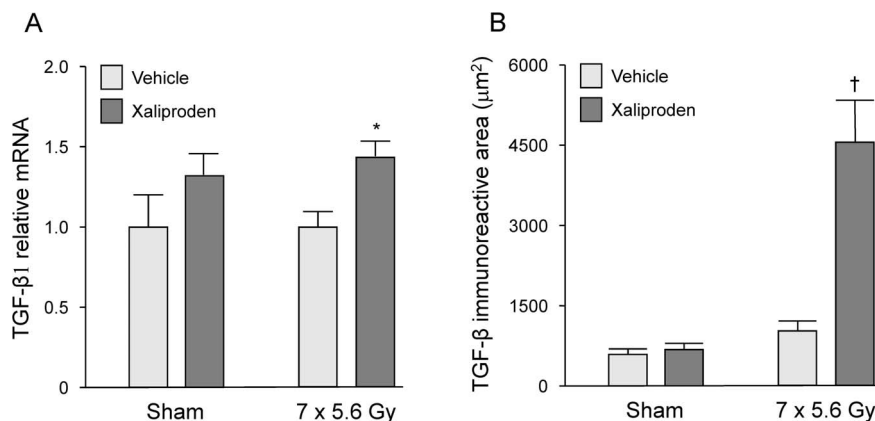 A
TGF-β1 relative mRNA
2.0
1.5
1.0
0.5
0
Vehicle
Xaliproden
*
Sham
7 x 5.6 Gy
B
TGF-β immunoreactive area (μm²)
6000
4500
3000
1500
0
Vehicle
Xaliproden
†
Sham
7 x 5.6 Gy